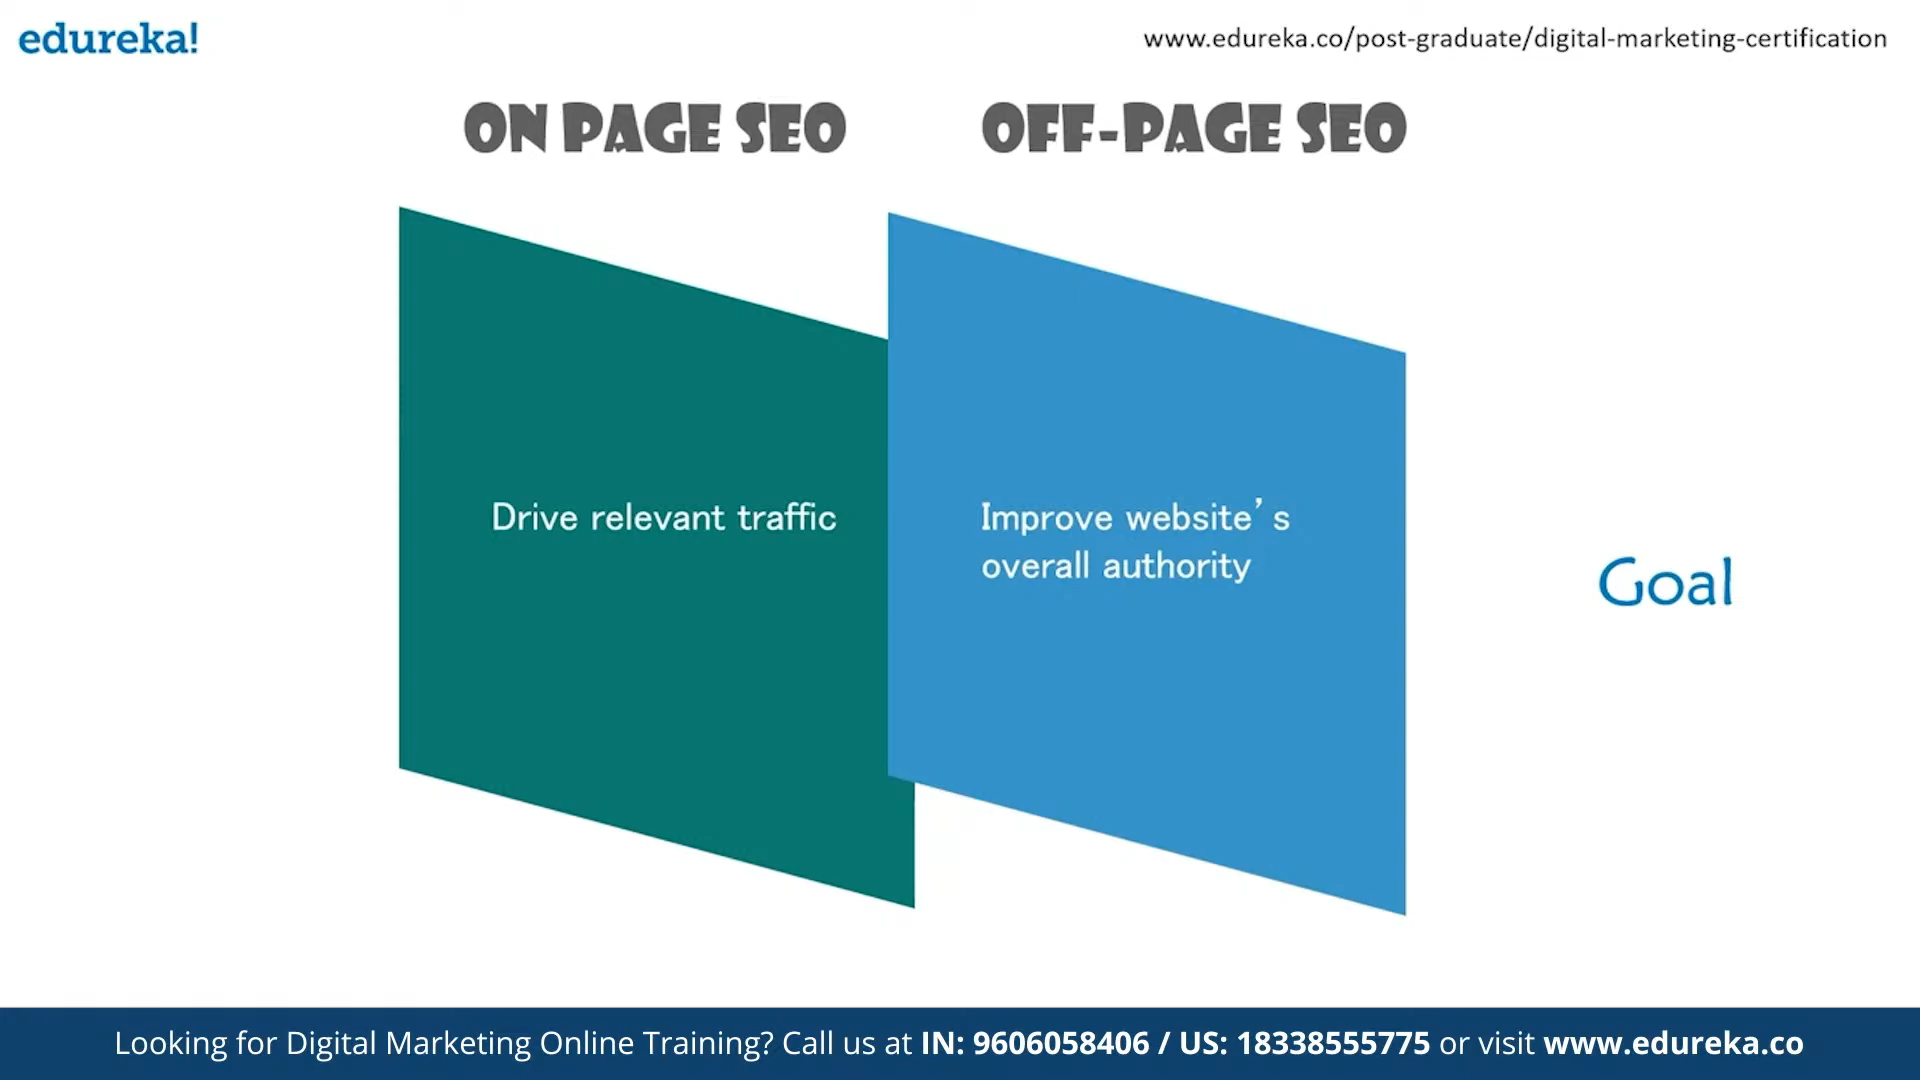 edureka!
www.edureka.co/post-graduate/digital-marketing-certification
ON PAGE SEO
OFF-PAGE SEO
Drive relevant traffic
Improve website's
overall authority
Goal
Looking for Digital Marketing Online Training? Call us at IN: 9606058406 / US: 18338555775 or visit www.edureka.co